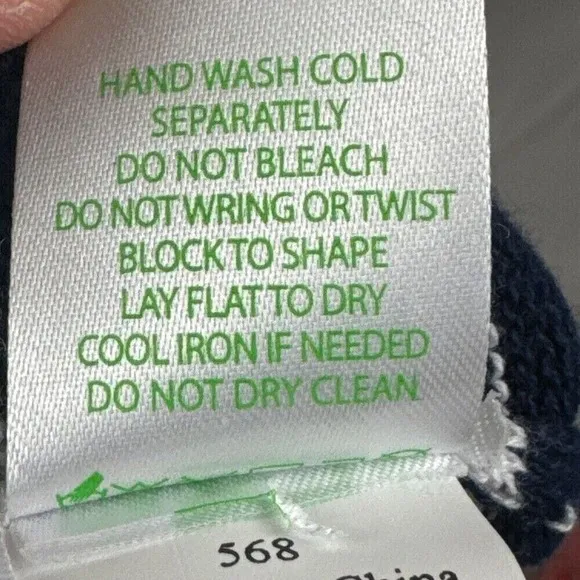 HAND WASH COLD
SEPARATELY
DO NOT BLEACH
DO NOT WRING OR TWIST
BLOCK TO SHAPE
LAY FLAT TO DRY
COOL IRON IF NEEDED
DO NOT DRY CLEAN
568
China